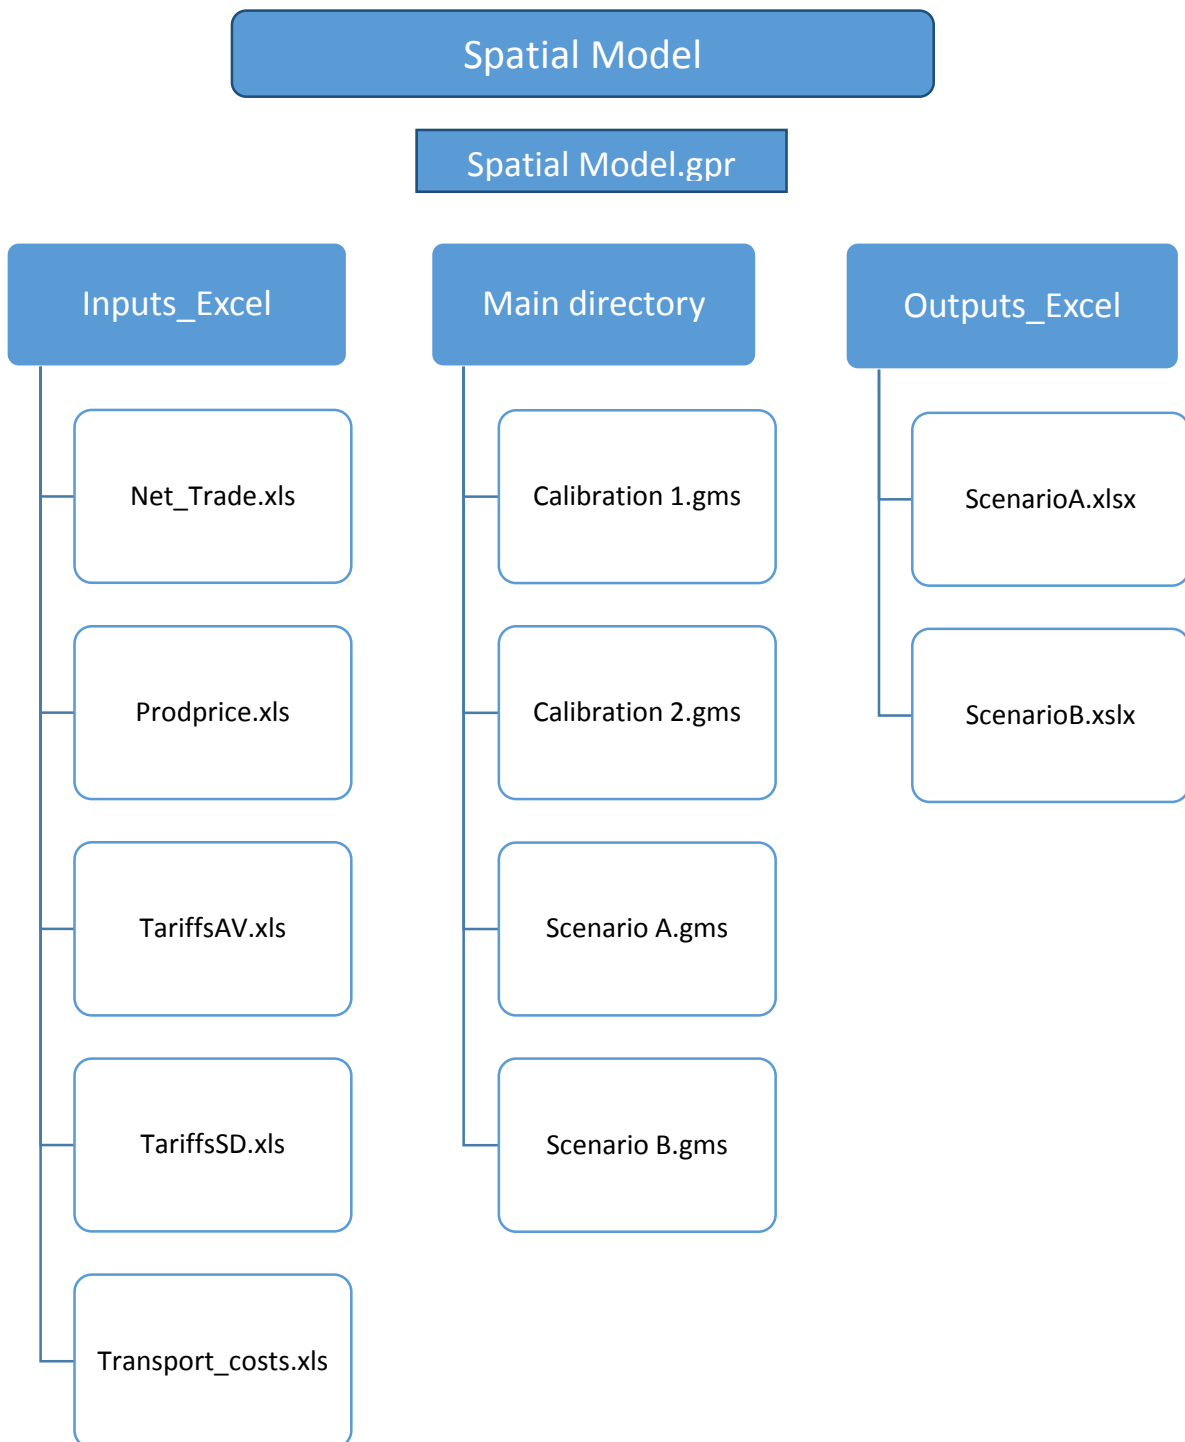 Spatial Model
Spatial Model.gpr
Inputs_Excel
Net_Trade.xls
Prodprice.xls
TariffsAV.xls
TariffsSD.xls
Transport_costs.xls
Main directory
Calibration 1.gms
Calibration 2.gms
Scenario A.gms
Scenario B.gms
Outputs_Excel
ScenarioA.xlsx
ScenarioB.xslx